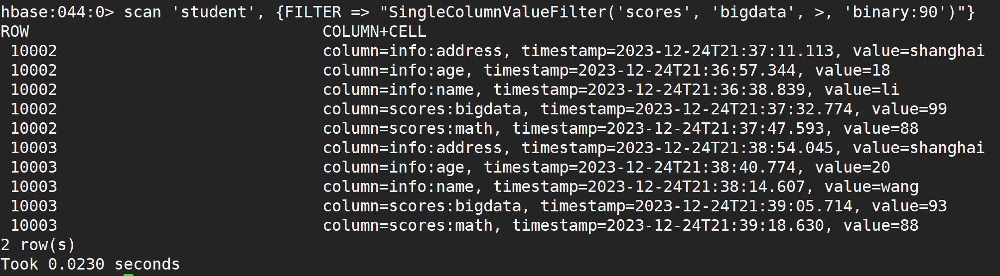 hbase:044:0> scan 'student', {FILTER => "SingleColumnValueFilter('scores', 'bigdata', >, 'binary:90')"}
ROW COLUMN+CELL
10002 column=info:address, timestamp=2023-12-24T21:37:11.113, value=shanghai
10002 column=info:age, timestamp=2023-12-24T21:36:57.344, value=18
10002 column=info:name, timestamp=2023-12-24T21:36:38.839, value=li
10002 column=scores:bigdata, timestamp=2023-12-24T21:37:32.774, value=99
10002 column=scores:math, timestamp=2023-12-24T21:37:47.593, value=88
10003 column=info:address, timestamp=2023-12-24T21:38:54.045, value=shanghai
10003 column=info:age, timestamp=2023-12-24T21:38:40.774, value=20
10003 column=info:name, timestamp=2023-12-24T21:38:14.607, value=wang
10003 column=scores:bigdata, timestamp=2023-12-24T21:39:05.714, value=93
10003 column=scores:math, timestamp=2023-12-24T21:39:18.630, value=88
2 row(s)
Took 0.0230 seconds